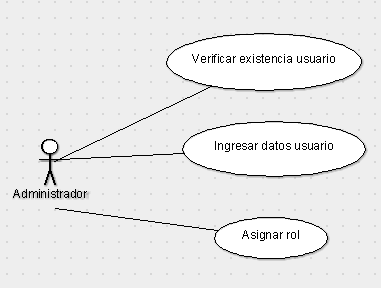 Verificar existencia usuario
Ingresar datos usuario
Administrador
Asignar rol